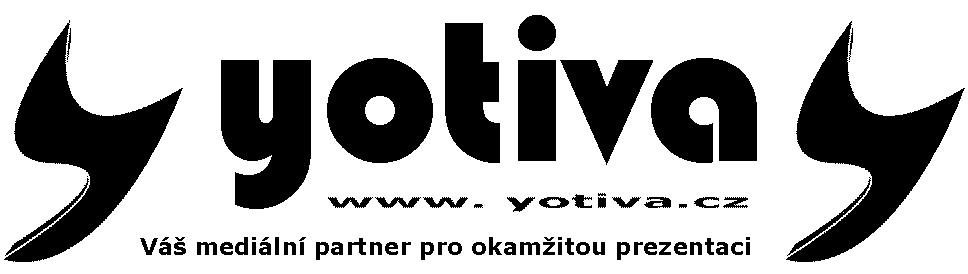 yotiva
www. yotiva.cz
Váš mediální partner pro okamžitou prezentaci